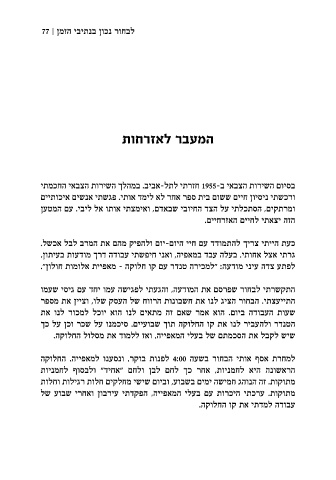 לבחור נכון בנתיבי הזמן | 77
המעבר לאזרחות
בסיום השירות הצבאי ב-1955 חזרתי לתל-אביב. במהלך השירות הצבאי החכמתי
ורכשתי ניסיון חיים ששום בית ספר אחר לא לימד אותי. פגשתי אנשים איכותיים
ומרתקים, הסתכלתי על הצד החיובי שבאדם, ואימצתי אותו אל ליבי. עם המטען
הזה יצאתי לחיים האזרחיים.
כעת הייתי צריך להתמודד עם חיי היום-יום ולהפיק מהם את המרב לבל אכשל.
גרתי אצל אחותי, בעלה עבד במאפיה, ואני חיפשתי עבודה דרך מודעות בעיתון.
לפתע צדה עיני מודעה: "למכירה טנדר עם קו חלוקה - מאפיית אלומות חולון".
התקשרתי לבחור שפרסם את המודעה, והגעתי לפגישה עמו יחד עם גיסי שעמו
התייעצתי. הבחור הציג לנו את חשבונות הרווח של העסק שלו, וציין את מספר
שעות העבודה ביום. הוא אמר שאם זה מתאים לנו הוא יוכל למכור לנו את
הטנדר ולהעביר לנו את קו החלוקה תוך שבועיים. סיכמנו על שכר וכן על כך
שיש לקבל את הסכמתם של בעלי המאפייה, ואז ללמוד את מסלול החלוקה.
למחרת אסף אותי הבחור בשעה 4:00 לפנות בוקר, ונסענו למאפייה. החלוקה
הראשונה היא לחמניות, אחר כך לחם לבן ולחם "אחיד" ולבסוף לחמניות
מתוקות. זה הנוהג חמישה ימים בשבוע, וביום שישי מחלקים חלות רגילות וחלות
מתוקות. ערכתי היכרות עם בעלי המאפייה, הפקדתי עירבון ואחרי שבוע של
עבודה למדתי את קו החלוקה.